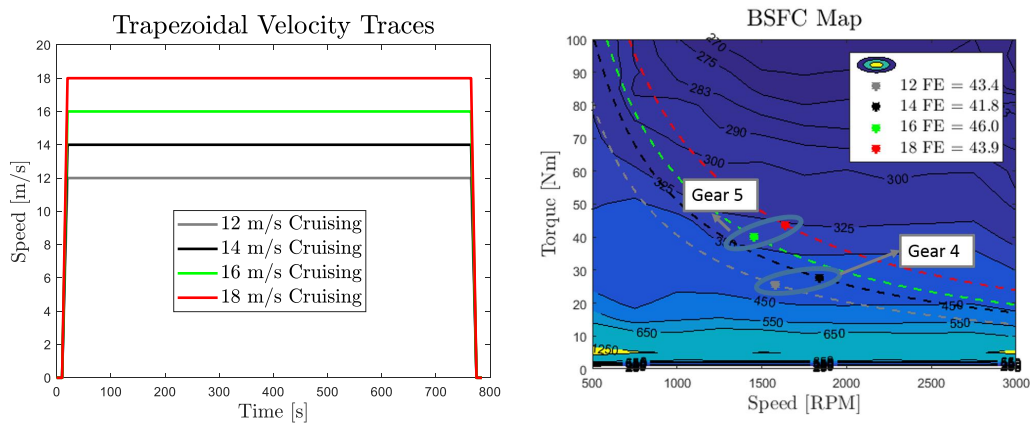 Trapezoidal Velocity Traces
20
18
16
14
12
10
8
6
4
2
0
Speed [m/s]
12 m/s Cruising
14 m/s Cruising
16 m/s Cruising
18 m/s Cruising
0 100 200 300 400 500 600 700 800
Time [s]
BSFC Map
100
90
80
70
60
50
40
30
20
10
0
Torque [Nm]
270
275
283
290
300
300
325
325
350
450
450
550
550
650
650
1250
12 FE = 43.4
14 FE = 41.8
16 FE = 46.0
18 FE = 43.9
Gear 5
Gear 4
500 1000 1500 2000 2500 3000
Speed [RPM]